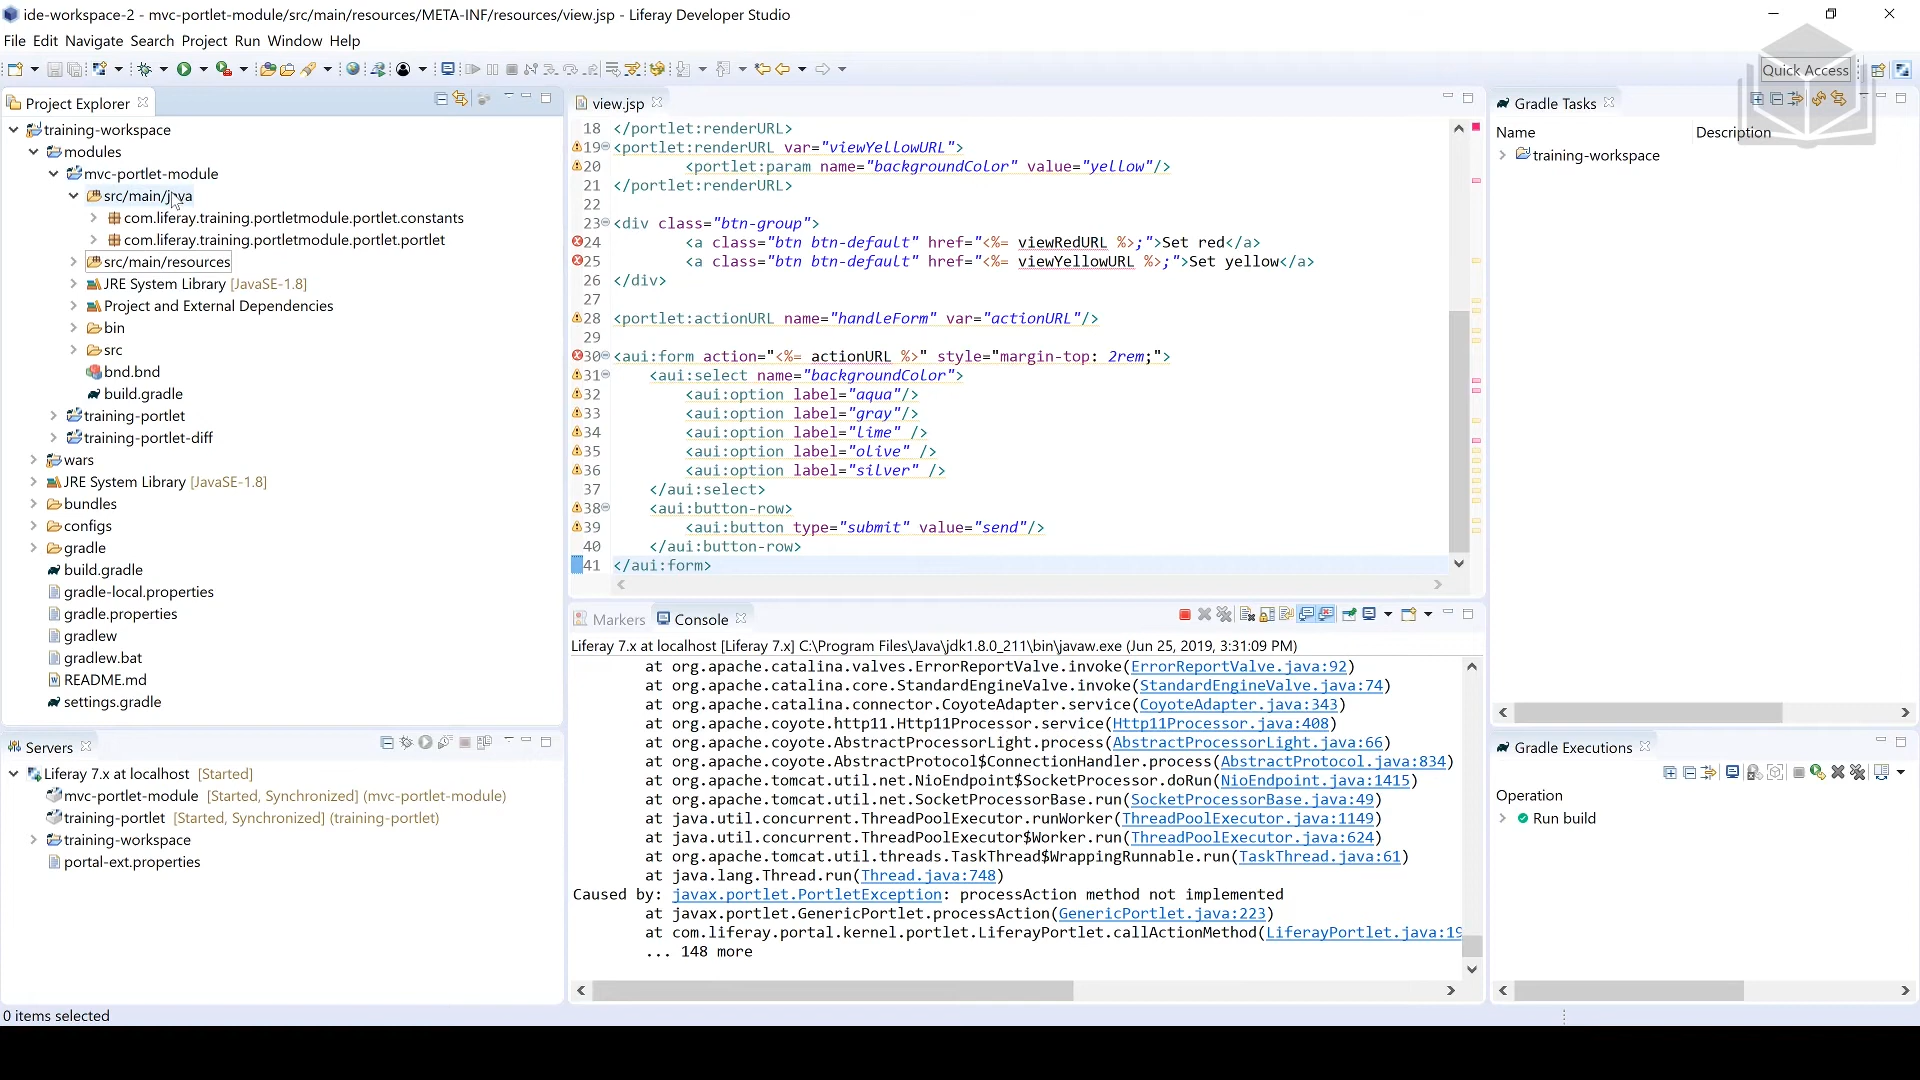 ide-workspace-2 - mvc-portlet-module/src/main/resources/META-INF/resources/view.jsp - Liferay Developer Studio
File Edit Navigate Search Project Run Window Help
Quick Access
Project Explorer
training-workspace
modules
mvc-portlet-module
src/main/java
com.liferay.training.portletmodule.portlet.constants
com.liferay.training.portletmodule.portlet.portlet
src/main/resources
JRE System Library [JavaSE-1.8]
Project and External Dependencies
bin
src
bnd.bnd
build.gradle
training-portlet
training-portlet-diff
wars
JRE System Library [JavaSE-1.8]
bundles
configs
gradle
build.gradle
gradle-local.properties
gradle.properties
gradlew
gradlew.bat
README.md
settings.gradle
Servers
Liferay 7.x at localhost [Started]
mvc-portlet-module [Started, Synchronized] (mvc-portlet-module)
training-portlet [Started, Synchronized] (training-portlet)
training-workspace
portal-ext.properties
0 items selected
view.jsp
18 </portlet:renderURL>
19 <portlet:renderURL var="viewYellowURL">
20 <portlet:param name="backgroundColor" value="yellow"/>
21 </portlet:renderURL>
22
23 <div class="btn-group">
24 <a class="btn btn-default" href="<%= viewRedURL %>;">Set red</a>
25 <a class="btn btn-default" href="<%= viewYellowURL %>;">Set yellow</a>
26 </div>
27
28 <portlet:actionURL name="handleForm" var="actionURL"/>
29
30 <aui:form action="<%= actionURL %>" style="margin-top: 2rem;">
31 <aui:select name="backgroundColor">
32 <aui:option label="aqua"/>
33 <aui:option label="gray"/>
34 <aui:option label="lime" />
35 <aui:option label="olive" />
36 <aui:option label="silver" />
37 </aui:select>
38 <aui:button-row>
39 <aui:button type="submit" value="send"/>
40 </aui:button-row>
41 </aui:form>
Markers Console
Liferay 7.x at localhost [Liferay 7.x] C:\Program Files\Java\jdk1.8.0_211\bin\javaw.exe (Jun 25, 2019, 3:31:09 PM)
at org.apache.catalina.valves.ErrorReportValve.invoke(ErrorReportValve.java:92)
at org.apache.catalina.core.StandardEngineValve.invoke(StandardEngineValve.java:74)
at org.apache.catalina.connector.CoyoteAdapter.service(CoyoteAdapter.java:343)
at org.apache.coyote.http11.Http11Processor.service(Http11Processor.java:408)
at org.apache.coyote.AbstractProcessorLight.process(AbstractProcessorLight.java:66)
at org.apache.coyote.AbstractProtocol$ConnectionHandler.process(AbstractProtocol.java:834)
at org.apache.tomcat.util.net.NioEndpoint$SocketProcessor.doRun(NioEndpoint.java:1415)
at org.apache.tomcat.util.net.SocketProcessorBase.run(SocketProcessorBase.java:49)
at java.util.concurrent.ThreadPoolExecutor.runWorker(ThreadPoolExecutor.java:1149)
at java.util.concurrent.ThreadPoolExecutor$Worker.run(ThreadPoolExecutor.java:624)
at org.apache.tomcat.util.threads.TaskThread$WrappingRunnable.run(TaskThread.java:61)
at java.lang.Thread.run(Thread.java:748)
Caused by: javax.portlet.PortletException: processAction method not implemented
at javax.portlet.GenericPortlet.processAction(GenericPortlet.java:223)
at com.liferay.portal.kernel.portlet.LiferayPortlet.callActionMethod(LiferayPortlet.java:19
... 148 more
Gradle Tasks
Name Description
training-workspace
Gradle Executions
Operation
Run build